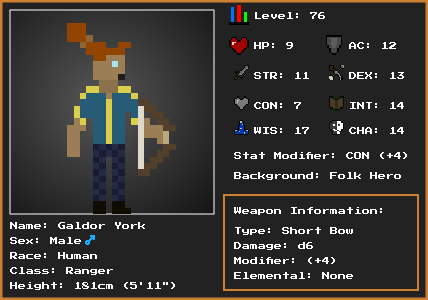 Level: 76
HP: 9
AC: 12
STR: 11
DEX: 13
CON: 7
INT: 14
WIS: 17
CHA: 14
Stat Modifier: CON (+4)
Background: Folk Hero
Weapon Information:
Type: Short Bow
Damage: d6
Modifier: (+4)
Elemental: None
Name: Galdor York
Sex: Male♂
Race: Human
Class: Ranger
Height: 181cm (5'11")